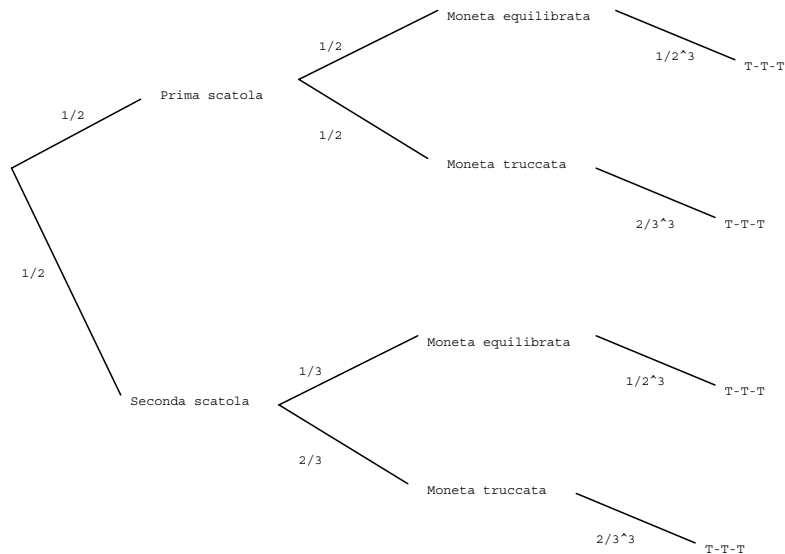 Moneta equilibrata
1/2
1/2^3
T-T-T
Prima scatola
1/2
1/2
Moneta truccata
2/3^3
T-T-T
1/2
Moneta equilibrata
1/3
1/2^3
T-T-T
Seconda scatola
2/3
Moneta truccata
2/3^3
T-T-T